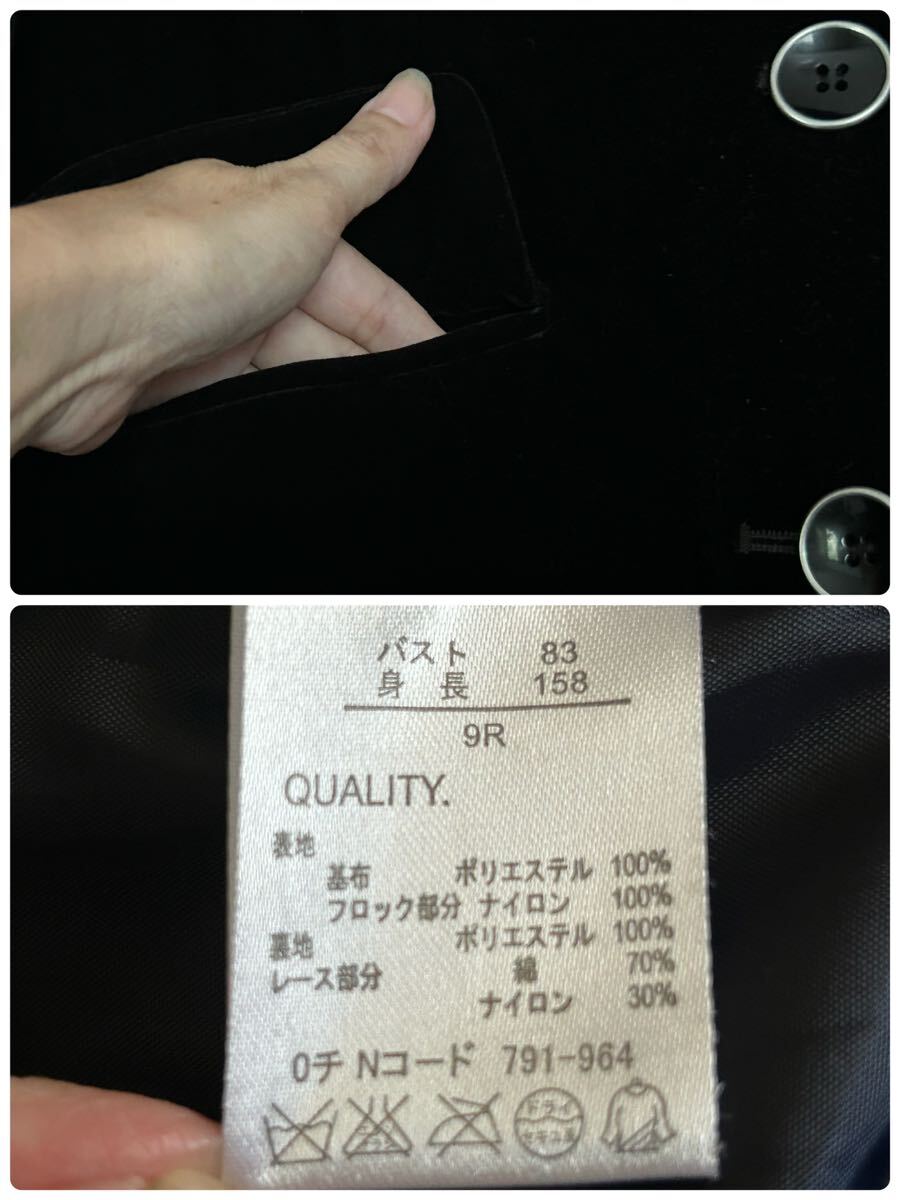 バスト 83
身長 158
9R
QUALITY.
表地
基布 ポリエステル 100%
フロック部分 ナイロン 100%
裏地 ポリエステル 100%
レース部分 綿 70%
ナイロン 30%
0チ Nコード 791-964
ドライ